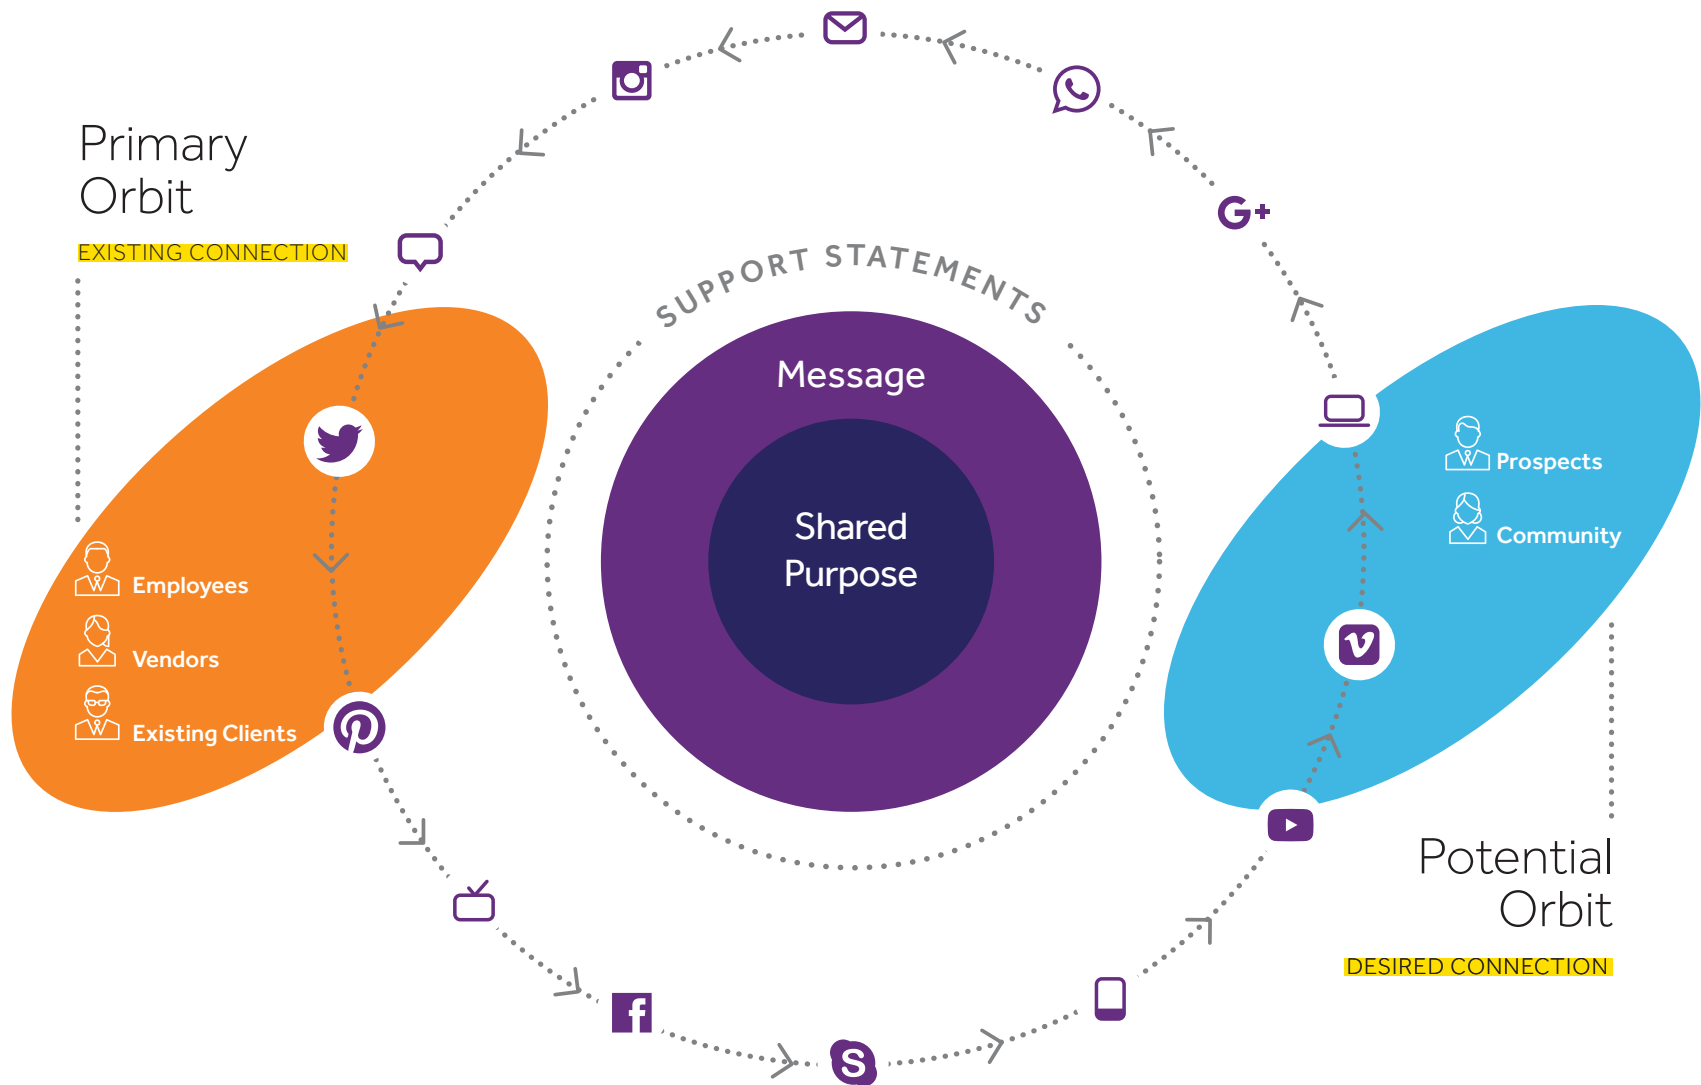 Primary
Orbit
EXISTING CONNECTION
G+
SUPPORT STATEMENTS
Message
Shared
Purpose
Prospects
Community
Employees
Vendors
Existing Clients
Potential
Orbit
DESIRED CONNECTION